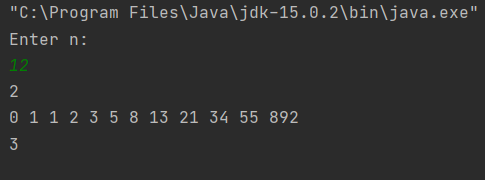 "C:\Program Files\Java\jdk-15.0.2\bin\java.exe"
Enter n:
12
2
0 1 1 2 3 5 8 13 21 34 55 892
3